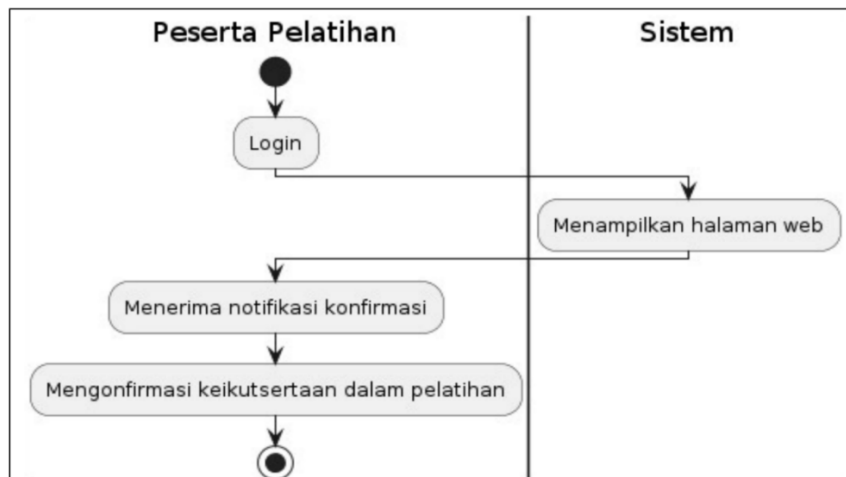 Peserta Pelatihan
Sistem
Login
Menampilkan halaman web
Menerima notifikasi konfirmasi
Mengonfirmasi keikutsertaan dalam pelatihan